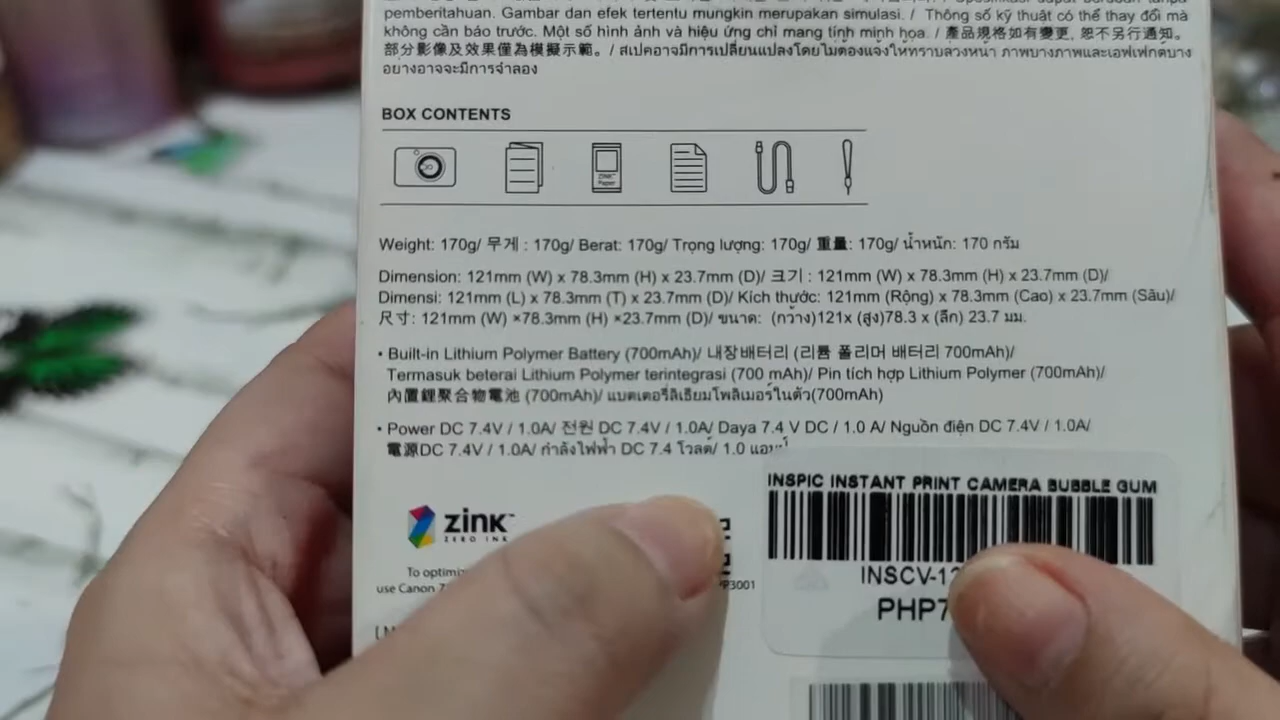 pemberitahuan. Gambar dan efek tertentu mungkin merupakan simulasi. / Thông số kỹ thuật có thể thay đổi mà
không cần báo trước. Một số hình ảnh và hiệu ứng chỉ mang tính minh họa. / 產品規格如有變更, 恕不另行通知。
部分影像及效果僅為模擬示範。 / สเปคอาจมีการเปลี่ยนแปลงโดยไม่ต้องแจ้งให้ทราบล่วงหน้า ภาพบางภาพและเอฟเฟกต์บาง
อย่างอาจจะมีการจำลอง
BOX CONTENTS
ZINK™
Paper
Weight: 170g/ 무게 : 170g/ Berat: 170g/ Trọng lượng: 170g/ 重量: 170g/ น้ำหนัก: 170 กรัม
Dimension: 121mm (W) x 78.3mm (H) x 23.7mm (D)/ 크기 : 121mm (W) x 78.3mm (H) x 23.7mm (D)/
Dimensi: 121mm (L) x 78.3mm (T) x 23.7mm (D)/ Kích thước: 121mm (Rộng) x 78.3mm (Cao) x 23.7mm (Sâu)/
尺寸: 121mm (W) ×78.3mm (H) ×23.7mm (D)/ ขนาด: (กว้าง)121x (สูง)78.3 x (ลึก) 23.7 มม.
• Built-in Lithium Polymer Battery (700mAh)/ 내장배터리 (리튬 폴리머 배터리 700mAh)/
Termasuk beterai Lithium Polymer terintegrasi (700 mAh)/ Pin tích hợp Lithium Polymer (700mAh)/
內置鋰聚合物電池 (700mAh)/ แบตเตอรี่ลิเธียมโพลิเมอร์ในตัว(700mAh)
• Power DC 7.4V / 1.0A/ 전원 DC 7.4V / 1.0A/ Daya 7.4 V DC / 1.0 A/ Nguồn điện DC 7.4V / 1.0A/
電源DC 7.4V / 1.0A/ กำลังไฟฟ้า DC 7.4 โวลต์/ 1.0
INSPIC INSTANT PRINT CAMERA BUBBLE GUM
zink™
ZERO INK
INSCV-
To
use Canon
P3001
PHP7